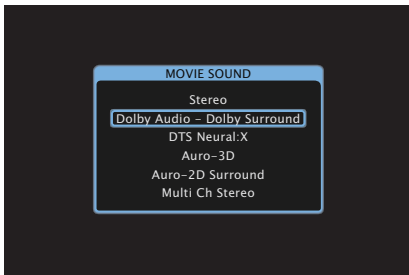 MOVIE SOUND
Stereo
Dolby Audio – Dolby Surround
DTS Neural:X
Auro-3D
Auro-2D Surround
Multi Ch Stereo